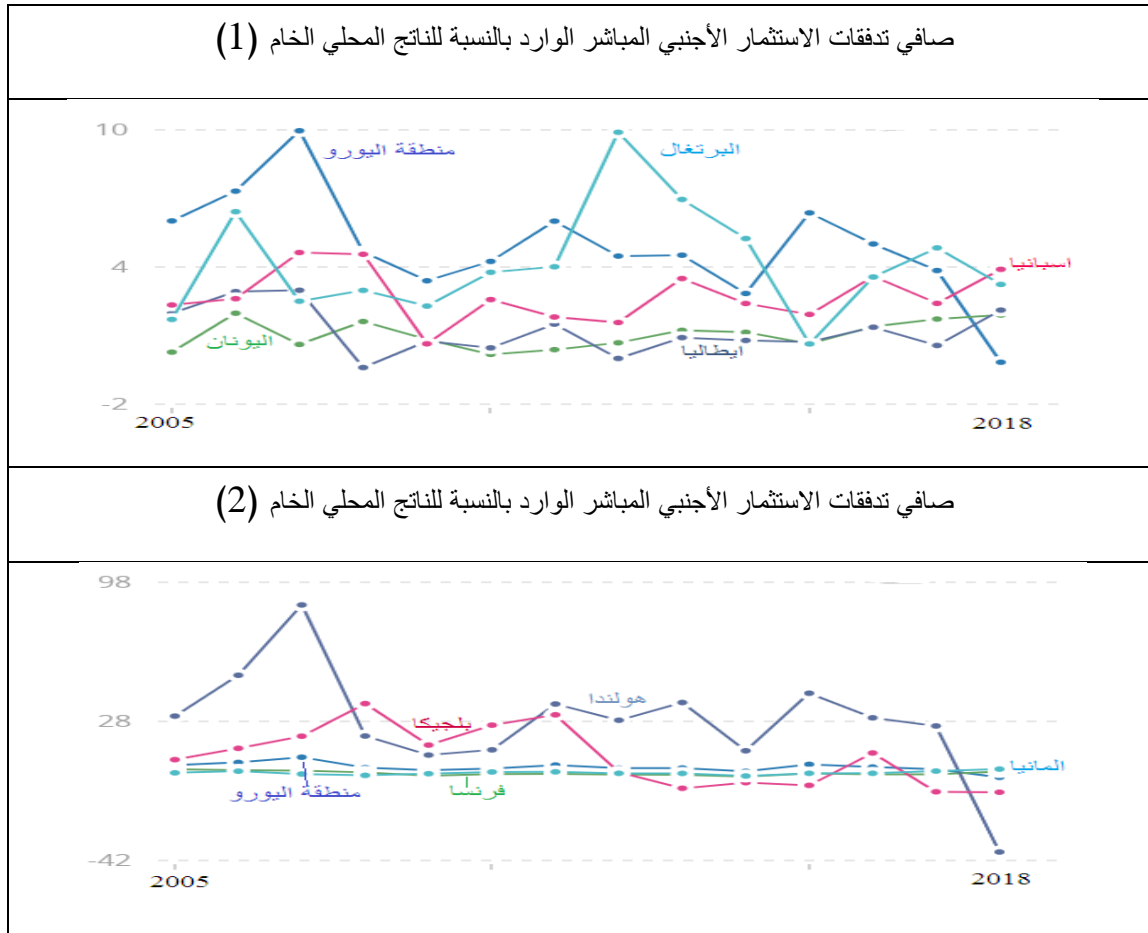 صافي تدفقات الاستثمار الأجنبي المباشر الوارد بالنسبة للناتج المحلي الخام (1)
10
منطقة اليورو
البرتغال
4
اسبانيا
اليونان
ايطاليا
-2
2005
2018
صافي تدفقات الاستثمار الأجنبي المباشر الوارد بالنسبة للناتج المحلي الخام (2)
98
هولندا
28
بلجيكا
المانيا
منطقة اليورو
فرنسا
-42
2005
2018